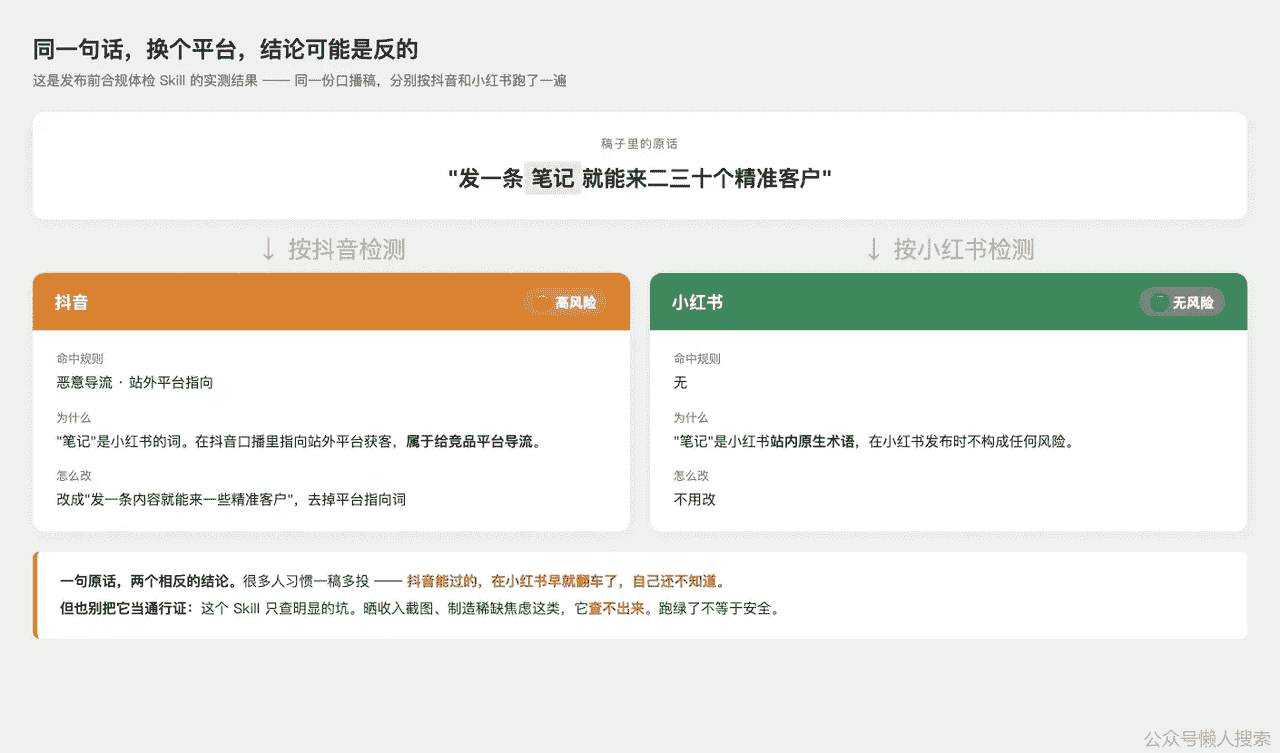 同一句话，换个平台，结论可能是反的
这是发布前合规体检 Skill 的实测结果 —— 同一份口播稿，分别按抖音和小红书跑了一遍
稿子里的原话
"发一条 笔记 就能来二三十个精准客户"
↓ 按抖音检测
↓ 按小红书检测
抖音
高风险
命中规则
恶意导流 · 站外平台指向
为什么
"笔记"是小红书的词。在抖音口播里指向站外平台获客，属于给竞品平台导流。
怎么改
改成"发一条内容就能来一些精准客户"，去掉平台指向词
小红书
无风险
命中规则
无
为什么
"笔记"是小红书站内原生术语，在小红书发布时不构成任何风险。
怎么改
不用改
一句原话，两个相反的结论。很多人习惯一稿多投 —— 抖音能过的，在小红书早就翻车了，自己还不知道。
但也别把它当通行证：这个 Skill 只查明显的坑。晒收入截图、制造稀缺焦虑这类，它查不出来。跑绿了不等于安全。
公众号懒人搜索